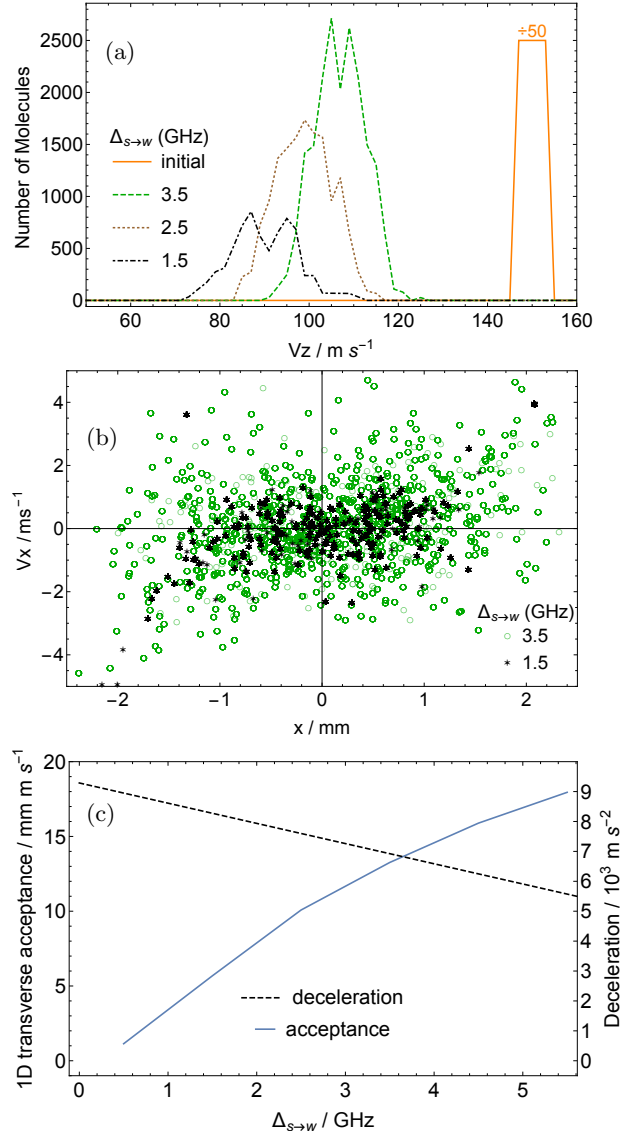 (a)
÷50
Number of Molecules
2500
2000
1500
1000
500
0
Δs→w (GHz)
initial
3.5
2.5
1.5
60 80 100 120 140 160
Vz / m s⁻¹
(b)
Vx / ms⁻¹
4
2
0
−2
−4
Δs→w (GHz)
3.5
1.5
−2 −1 0 1 2
x / mm
(c)
1D transverse acceptance / mm m s⁻¹
20
15
10
5
0
deceleration
acceptance
9
8
7
6
5
4
3
2
1
0
Deceleration / 10³ m s⁻²
0 1 2 3 4 5
Δs→w / GHz